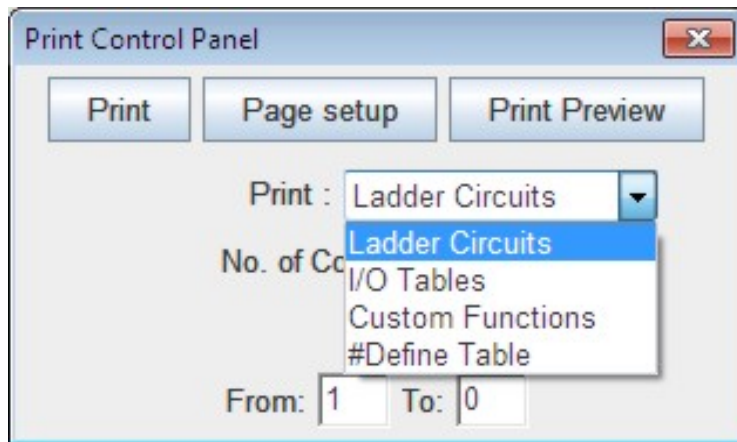 Print Control Panel
Print Page setup Print Preview
Print : Ladder Circuits
Ladder Circuits
No. of
I/O Tables
Custom Functions
#Define Table
From: 1 To: 0